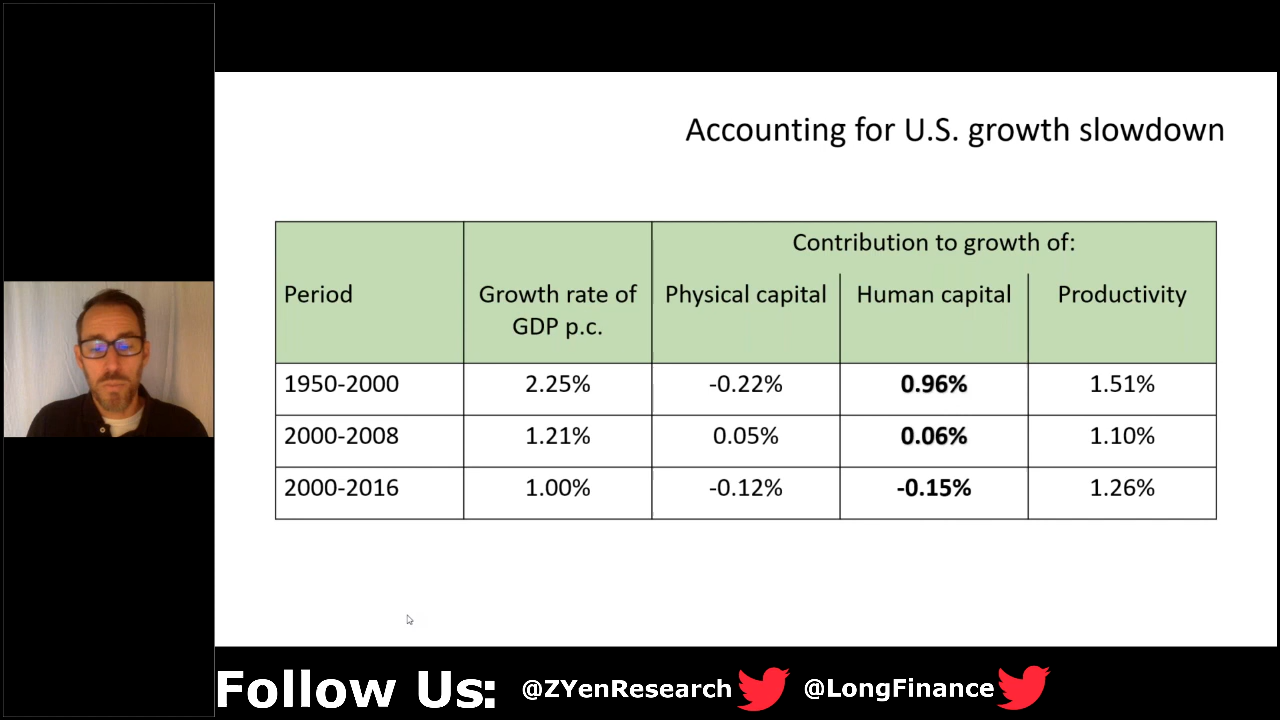 Accounting for U.S. growth slowdown
Contribution to growth of:
Period Growth rate of Physical capital Human capital Productivity
GDP p.c.
1950-2000 2.25% -0.22% 0.96% 1.51%
2000-2008 1.21% 0.05% 0.06% 1.10%
2000-2016 1.00% -0.12% -0.15% 1.26%
Follow Us: @ZYenResearch @LongFinance